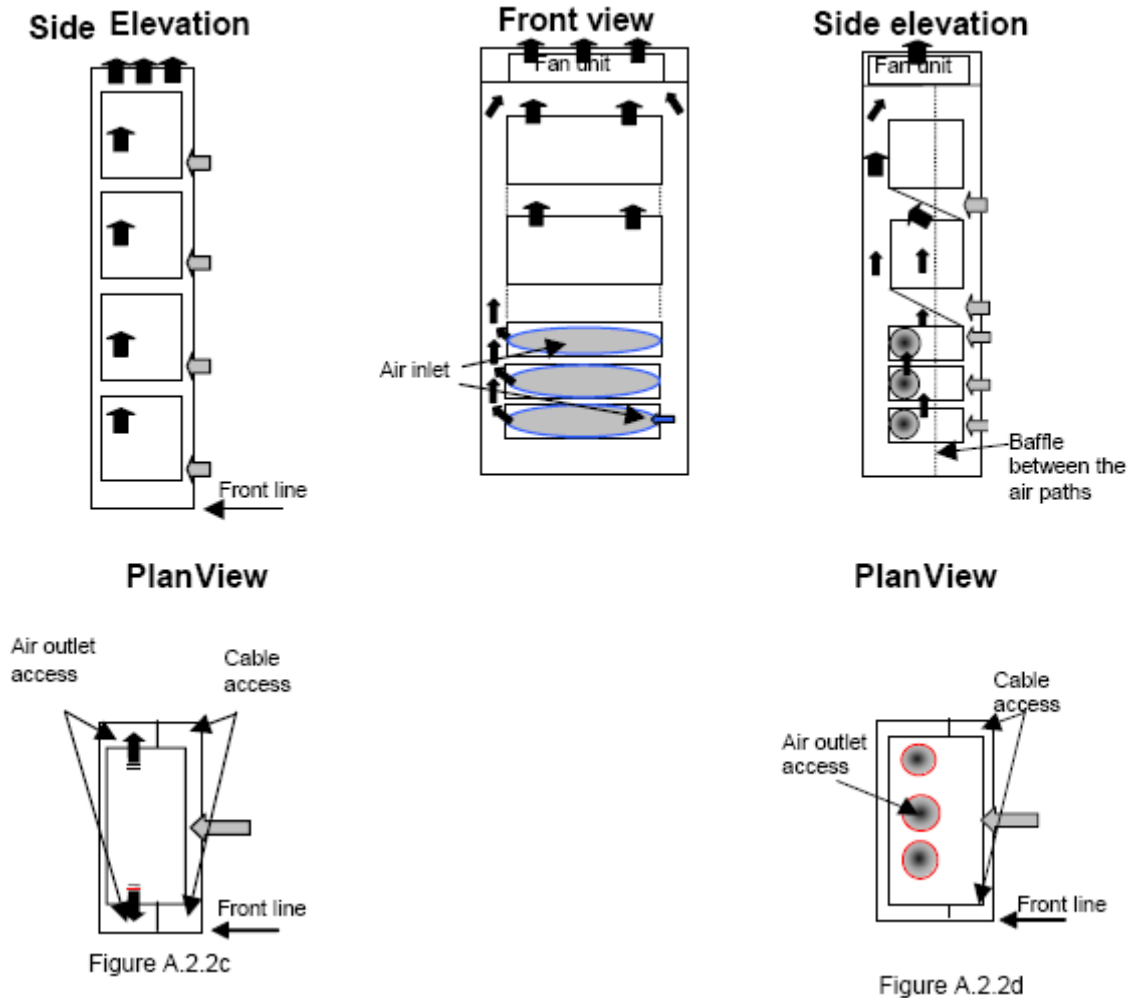 Side Elevation
Front view
Side elevation
Fan unit
Fan unit
Air inlet
Front line
Baffle
between the
air paths
PlanView
PlanView
Air outlet
access
Cable
access
Front line
Figure A.2.2c
Cable
access
Air outlet
access
Front line
Figure A.2.2d